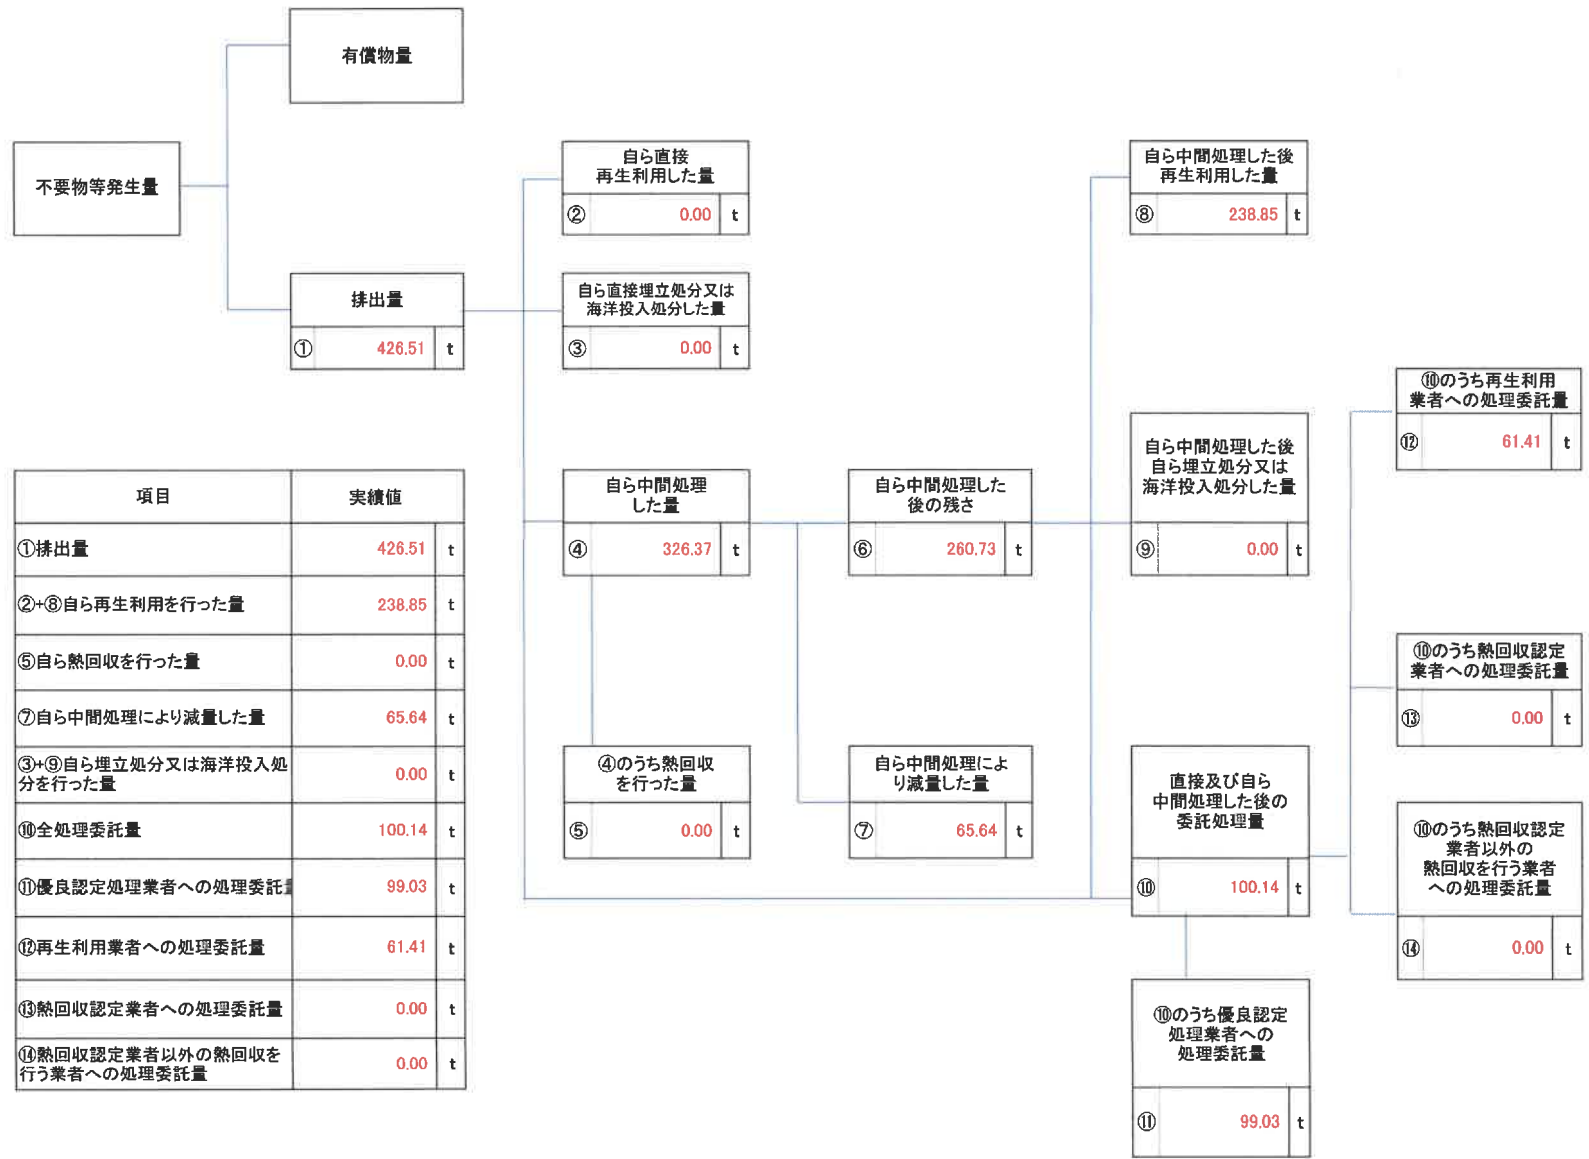 有償物量
不要物等発生量
排出量
① 426.51 t
自ら直接
再生利用した量
② 0.00 t
自ら直接埋立処分又は
海洋投入処分した量
③ 0.00 t
自ら中間処理
した量
④ 326.37 t
④のうち熱回収
を行った量
⑤ 0.00 t
自ら中間処理した
後の残さ
⑥ 260.73 t
自ら中間処理によ
り減量した量
⑦ 65.64 t
自ら中間処理した後
再生利用した量
⑧ 238.85 t
自ら中間処理した後
自ら埋立処分又は
海洋投入処分した量
⑨ 0.00 t
直接及び自ら
中間処理した後の
委託処理量
⑩ 100.14 t
⑩のうち優良認定
処理業者への
処理委託量
⑪ 99.03 t
⑩のうち再生利用
業者への処理委託量
⑫ 61.41 t
⑩のうち熱回収認定
業者への処理委託量
⑬ 0.00 t
⑩のうち熱回収認定
業者以外の
熱回収を行う業者
への処理委託量
⑭ 0.00 t
項目 実績値
①排出量 426.51 t
②+⑧自ら再生利用を行った量 238.85 t
⑤自ら熱回収を行った量 0.00 t
⑦自ら中間処理により減量した量 65.64 t
③+⑨自ら埋立処分又は海洋投入処
分を行った量 0.00 t
⑩全処理委託量 100.14 t
⑪優良認定処理業者への処理委託 99.03 t
⑫再生利用業者への処理委託量 61.41 t
⑬熱回収認定業者への処理委託量 0.00 t
⑭熱回収認定業者以外の熱回収を
行う業者への処理委託量 0.00 t